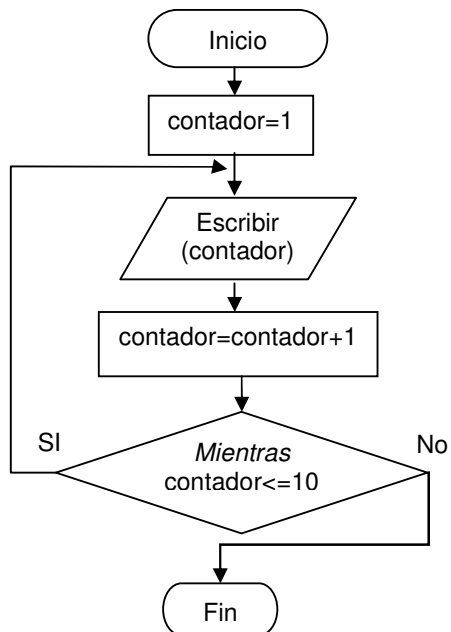 Inicio
contador=1
Escribir
(contador)
contador=contador+1
SI
Mientras
No
contador<=10
Fin